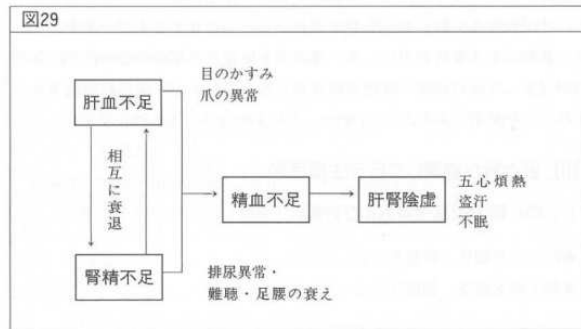 図29
目のかすみ
爪の異常
肝血不足
相互に衰退
精血不足
肝腎陰虚
五心煩熱
盗汗
不眠
腎精不足
排尿異常・
難聴・足腰の衰え